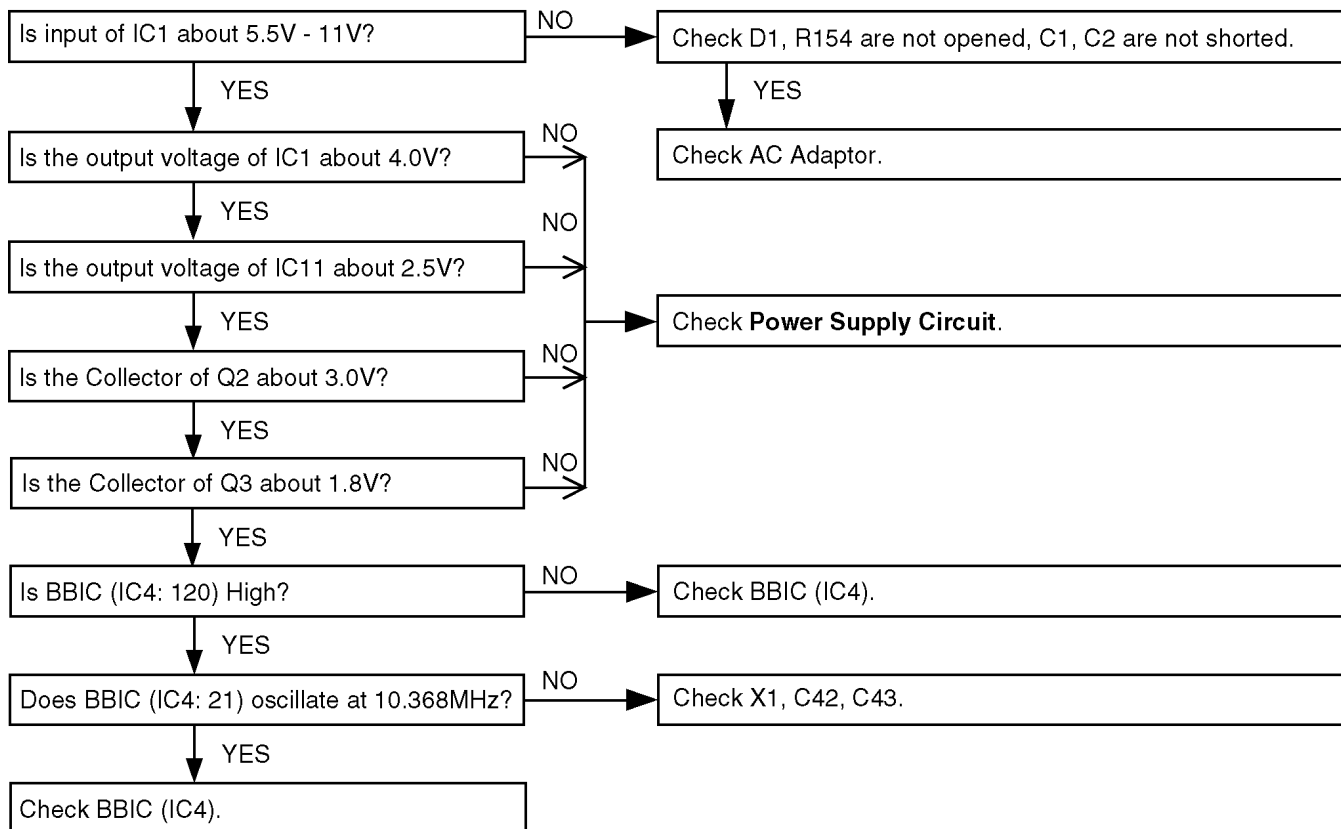 Is input of IC1 about 5.5V - 11V?
NO
Check D1, R154 are not opened, C1, C2 are not shorted.
YES
YES
Is the output voltage of IC1 about 4.0V?
NO
Check AC Adaptor.
YES
Is the output voltage of IC11 about 2.5V?
NO
YES
Check Power Supply Circuit.
Is the Collector of Q2 about 3.0V?
NO
YES
Is the Collector of Q3 about 1.8V?
NO
YES
Is BBIC (IC4: 120) High?
NO
Check BBIC (IC4).
YES
Does BBIC (IC4: 21) oscillate at 10.368MHz?
NO
Check X1, C42, C43.
YES
Check BBIC (IC4).